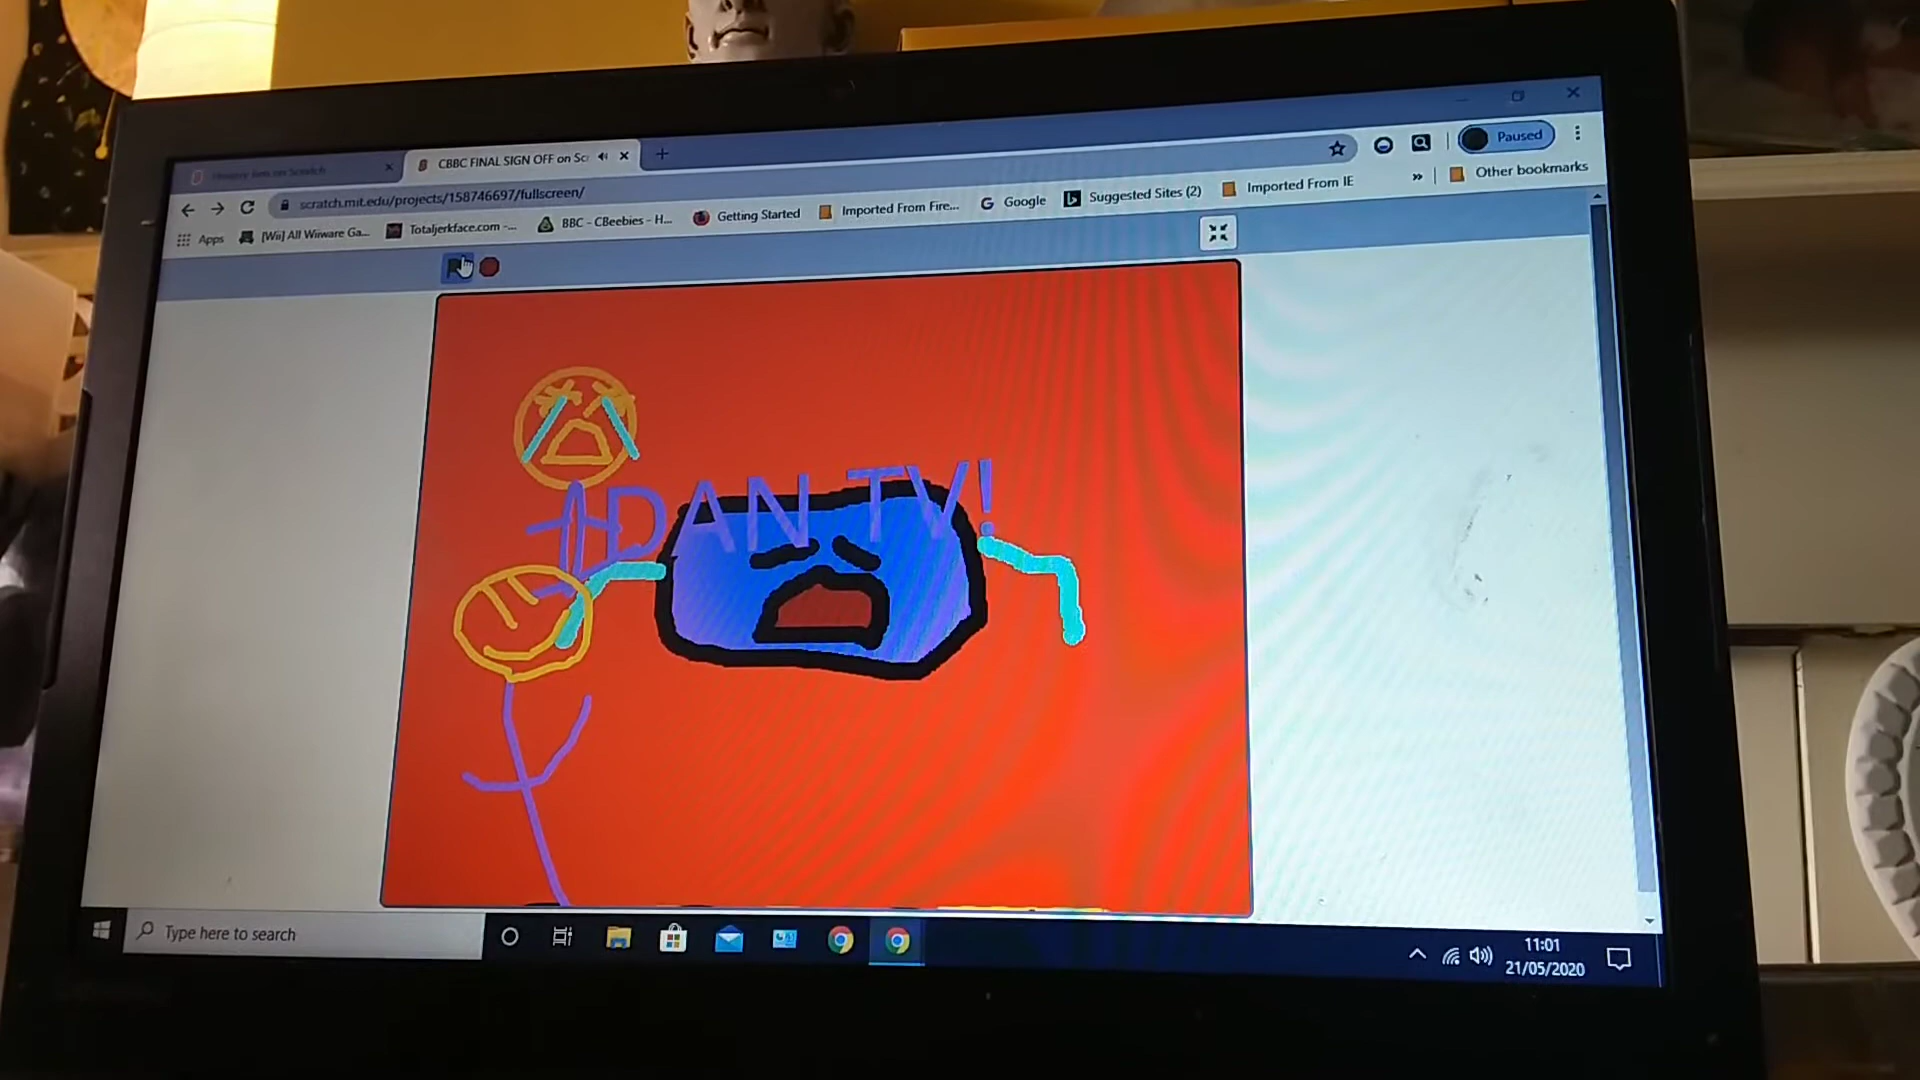 CBBC FINAL SIGN OFF on Sc
Paused
scratch.mit.edu/projects/158746697/fullscreen/
Apps
[Wii] All Wiiware Ga...
Totaljerkface.com -...
BBC - CBeebies - H...
Getting Started
Imported From Fire...
Google
Suggested Sites (2)
Imported From IE
Other bookmarks
DAN TV!
Type here to search
11:01
21/05/2020